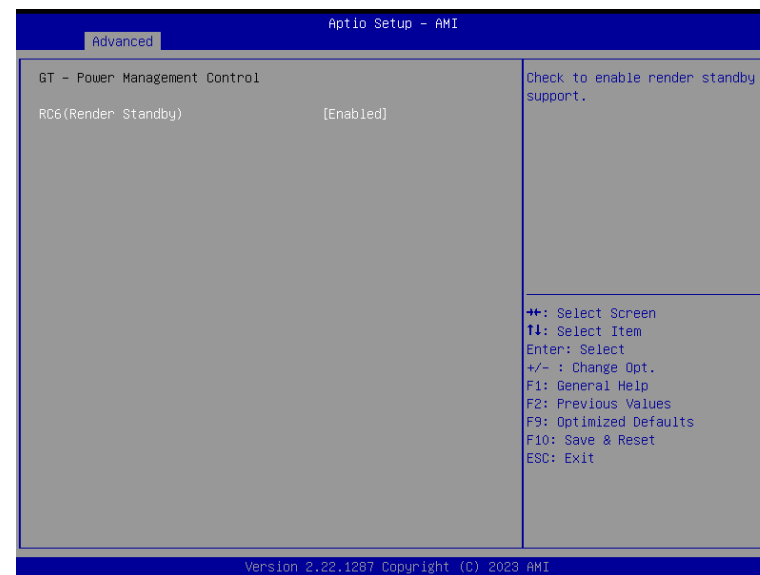 Aptio Setup – AMI
Advanced
GT – Power Management Control
RC6(Render Standby) [Enabled]
Check to enable render standby
support.
→←: Select Screen
↑↓: Select Item
Enter: Select
+/- : Change Opt.
F1: General Help
F2: Previous Values
F9: Optimized Defaults
F10: Save & Reset
ESC: Exit
Version 2.22.1287 Copyright (C) 2023 AMI